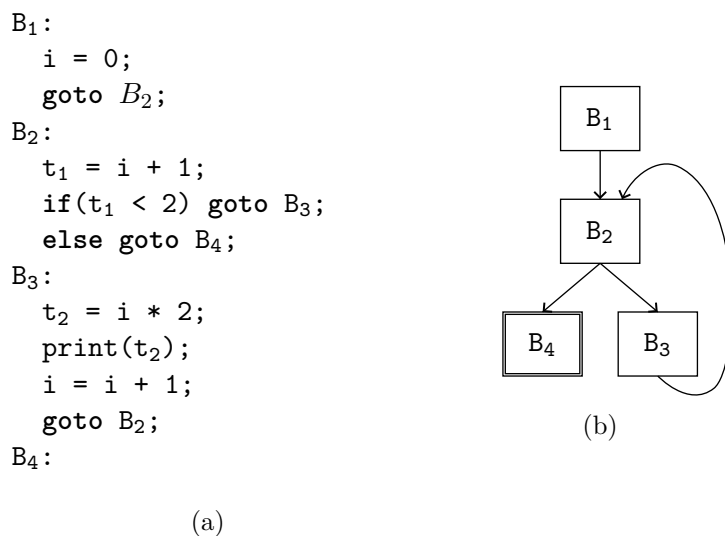 B₁:
i = 0;
goto B₂;
B₂:
t₁ = i + 1;
if(t₁ < 2) goto B₃;
else goto B₄;
B₃:
t₂ = i * 2;
print(t₂);
i = i + 1;
goto B₂;
B₄:
(a)
B₁
B₂
B₄ B₃
(b)